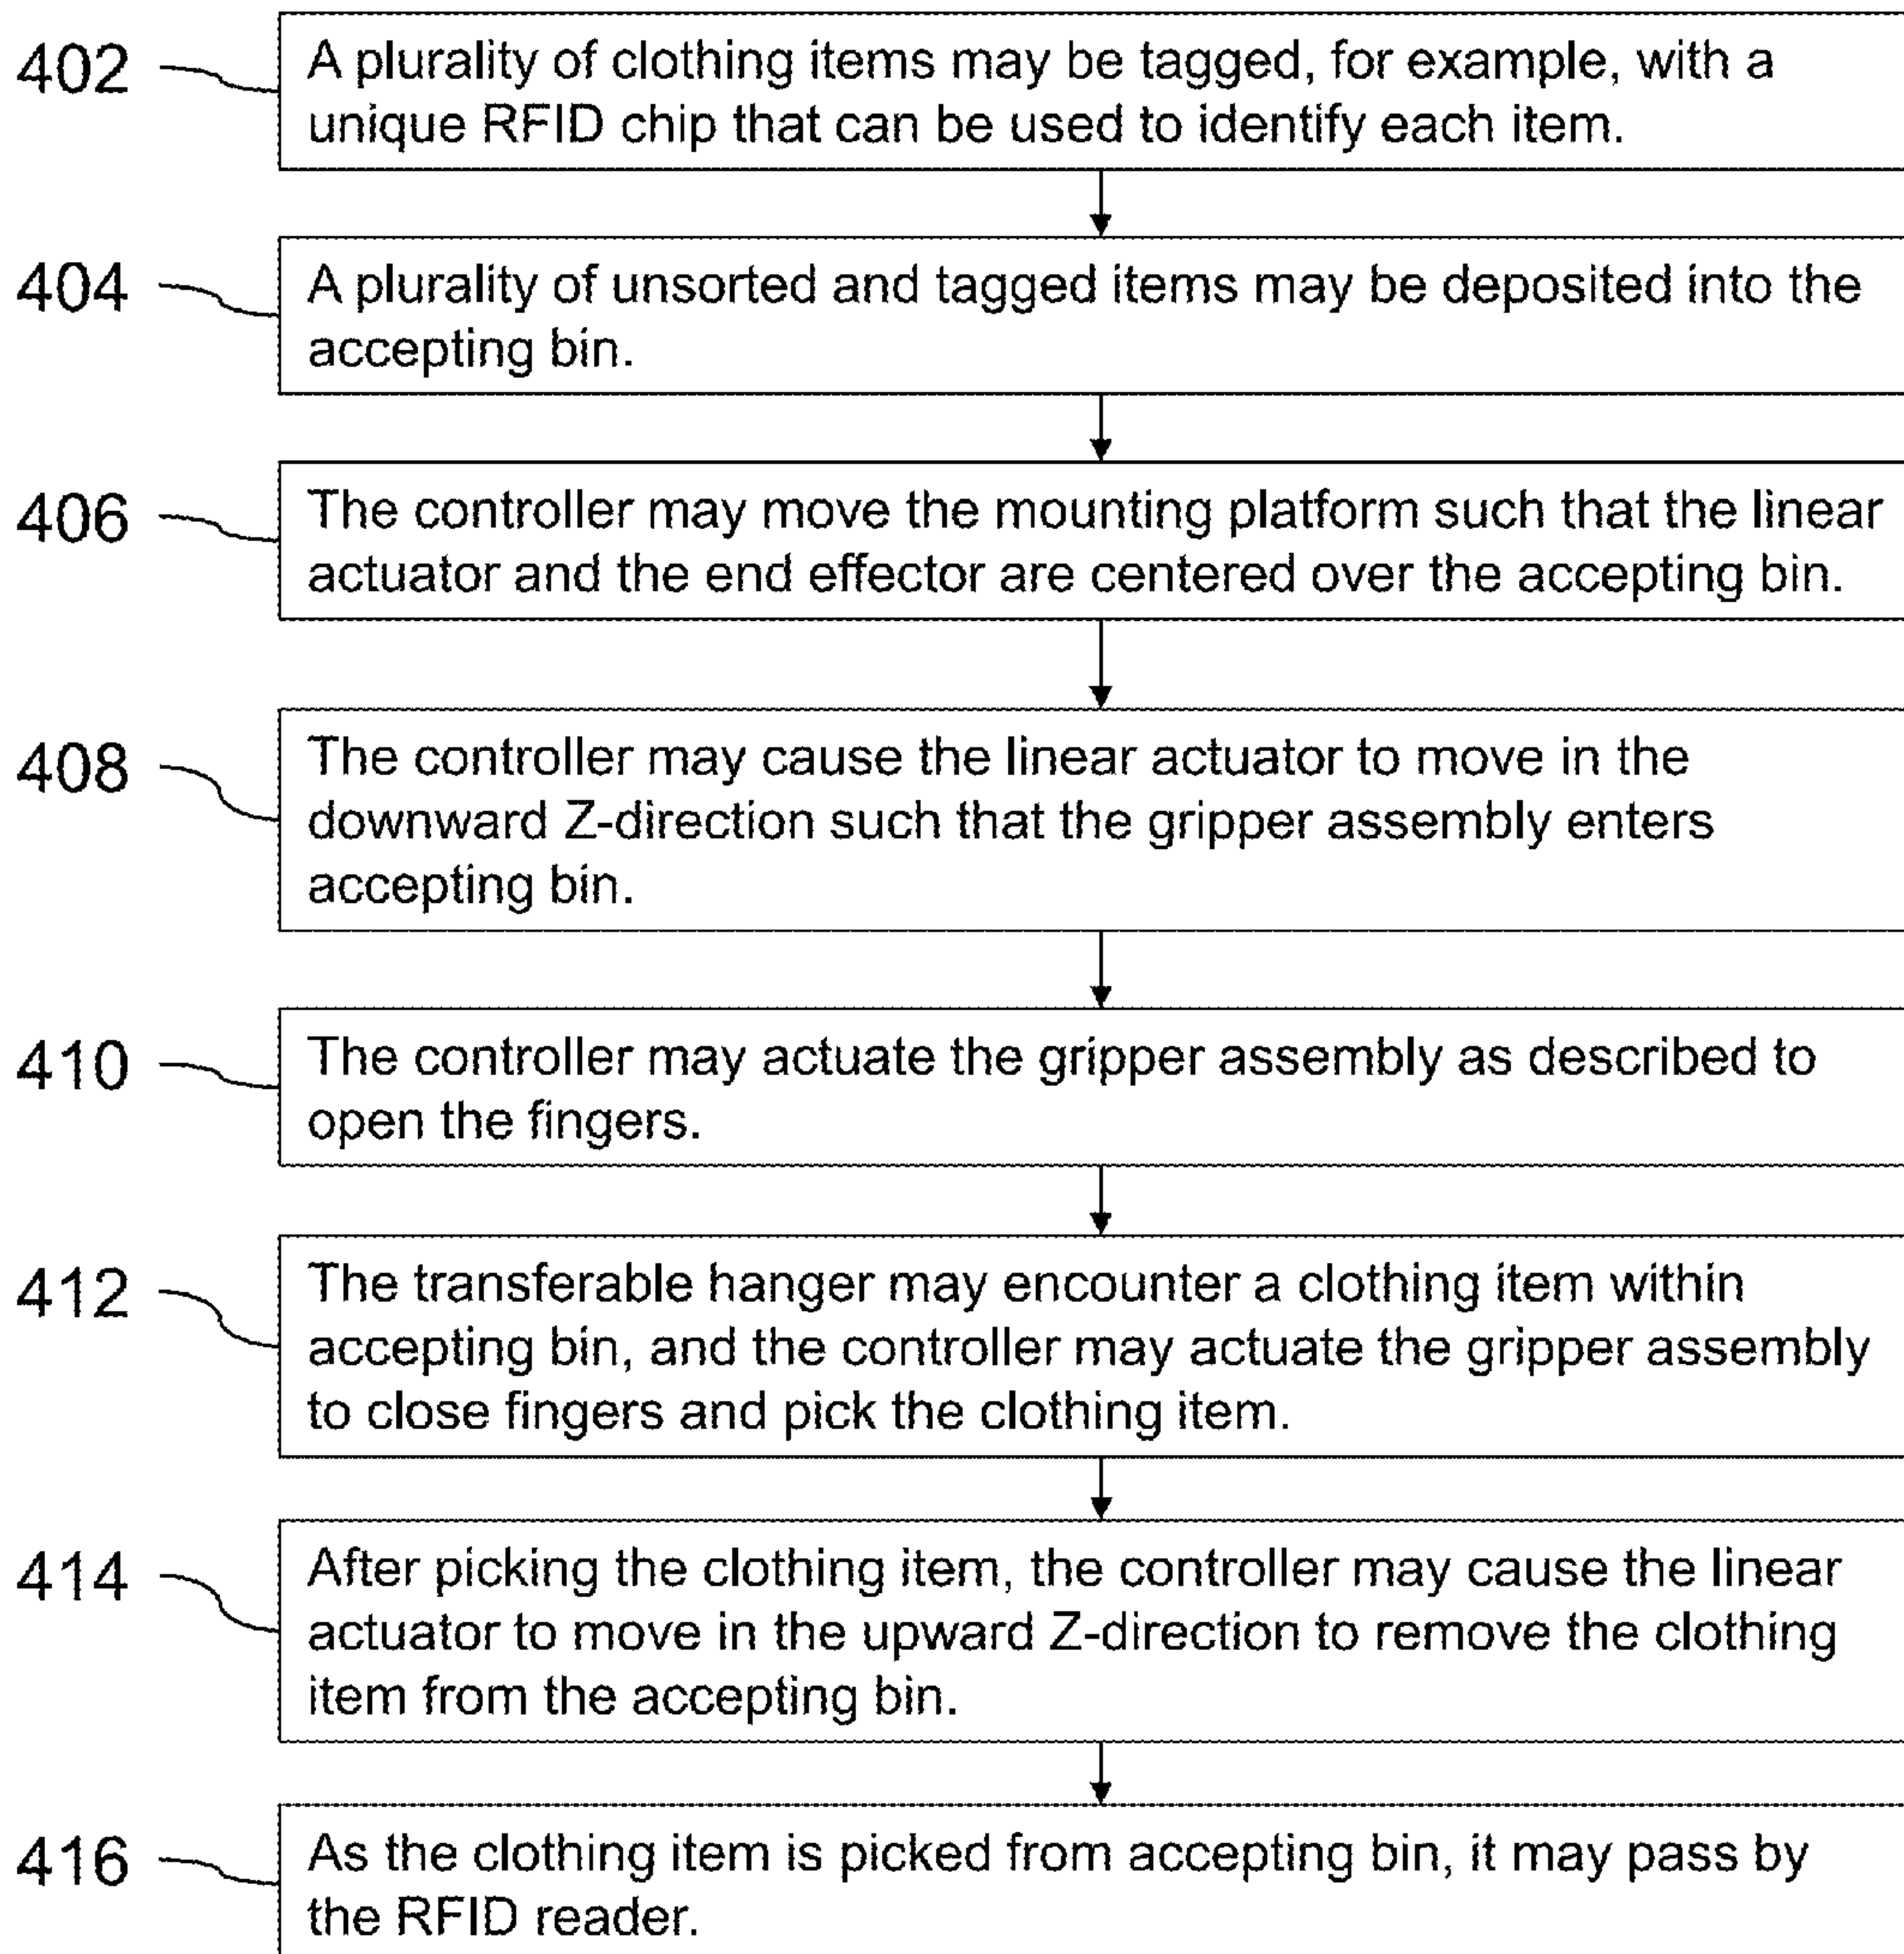 402
A plurality of clothing items may be tagged, for example, with a
unique RFID chip that can be used to identify each item.
404
A plurality of unsorted and tagged items may be deposited into the
accepting bin.
406
The controller may move the mounting platform such that the linear
actuator and the end effector are centered over the accepting bin.
408
The controller may cause the linear actuator to move in the
downward Z-direction such that the gripper assembly enters
accepting bin.
410
The controller may actuate the gripper assembly as described to
open the fingers.
412
The transferable hanger may encounter a clothing item within
accepting bin, and the controller may actuate the gripper assembly
to close fingers and pick the clothing item.
414
After picking the clothing item, the controller may cause the linear
actuator to move in the upward Z-direction to remove the clothing
item from the accepting bin.
416
As the clothing item is picked from accepting bin, it may pass by
the RFID reader.